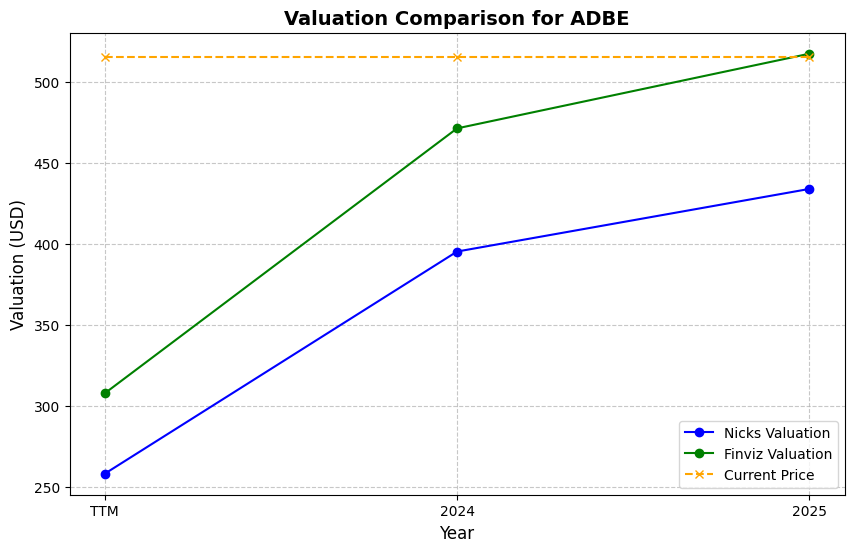 Valuation Comparison for ADBE
Valuation (USD)
500
450
400
350
300
250
TTM
2024
2025
Year
Nicks Valuation
Finviz Valuation
Current Price